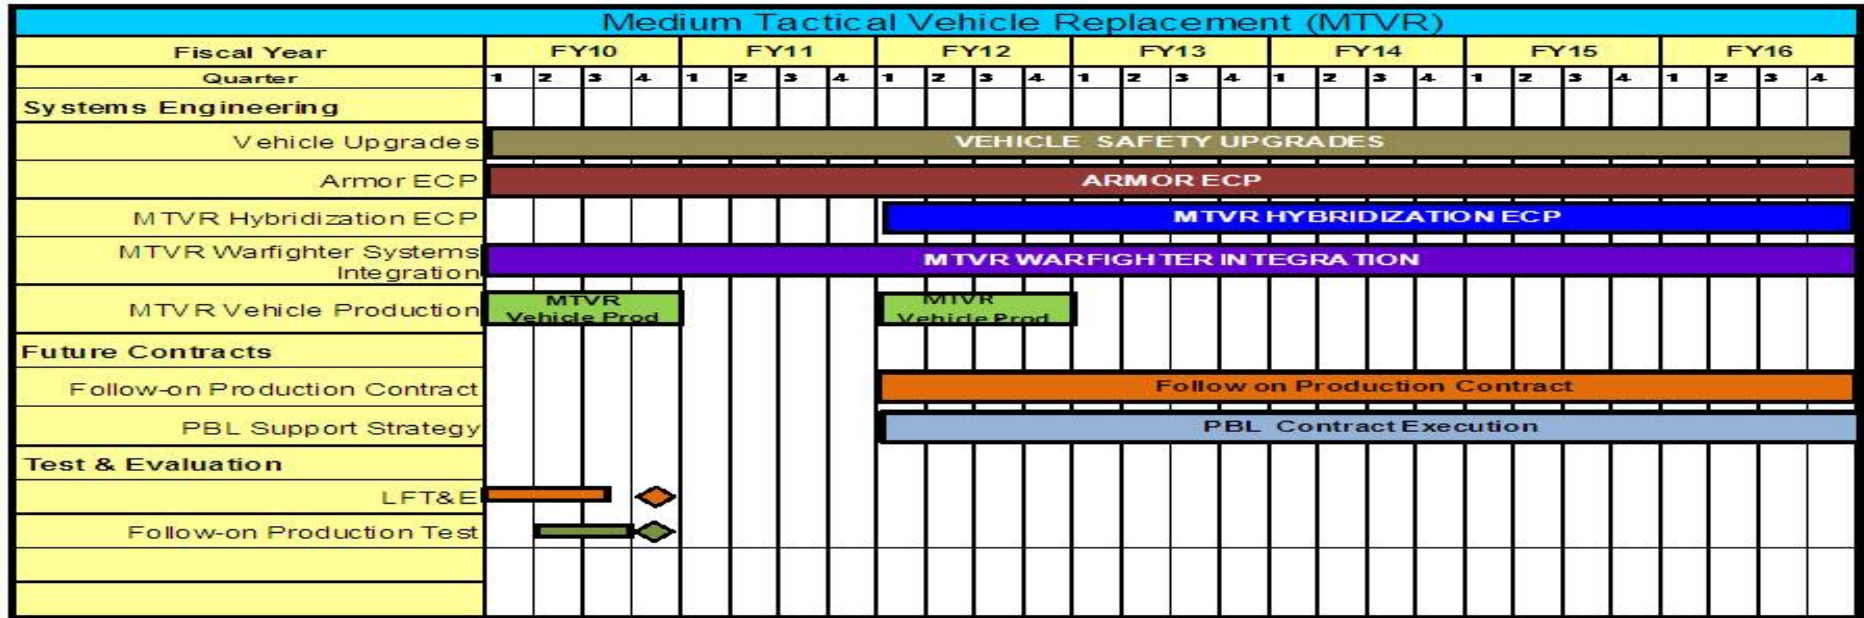 Medium Tactical Vehicle Replacement (MTVR)
Fiscal Year FY10 FY11 FY12 FY13 FY14 FY15 FY16
Quarter 1 2 3 4 1 2 3 4 1 2 3 4 1 2 3 4 1 2 3 4 1 2 3 4 1 2 3 4
Systems Engineering
Vehicle Upgrades VEHICLE SAFETY UPGRADES
Armor ECP ARMOR ECP
MTVR Hybridization ECP MTVR HYBRIDIZATION ECP
MTVR Warfighter Systems
Integration MTVR WARFIGHTER INTEGRATION
MTVR Vehicle Production MTVR
Vehicle Prod
MTVR
Vehicle Prod
Future Contracts
Follow-on Production Contract Follow on Production Contract
PBL Support Strategy PBL Contract Execution
Test & Evaluation
LFT&E
Follow-on Production Test